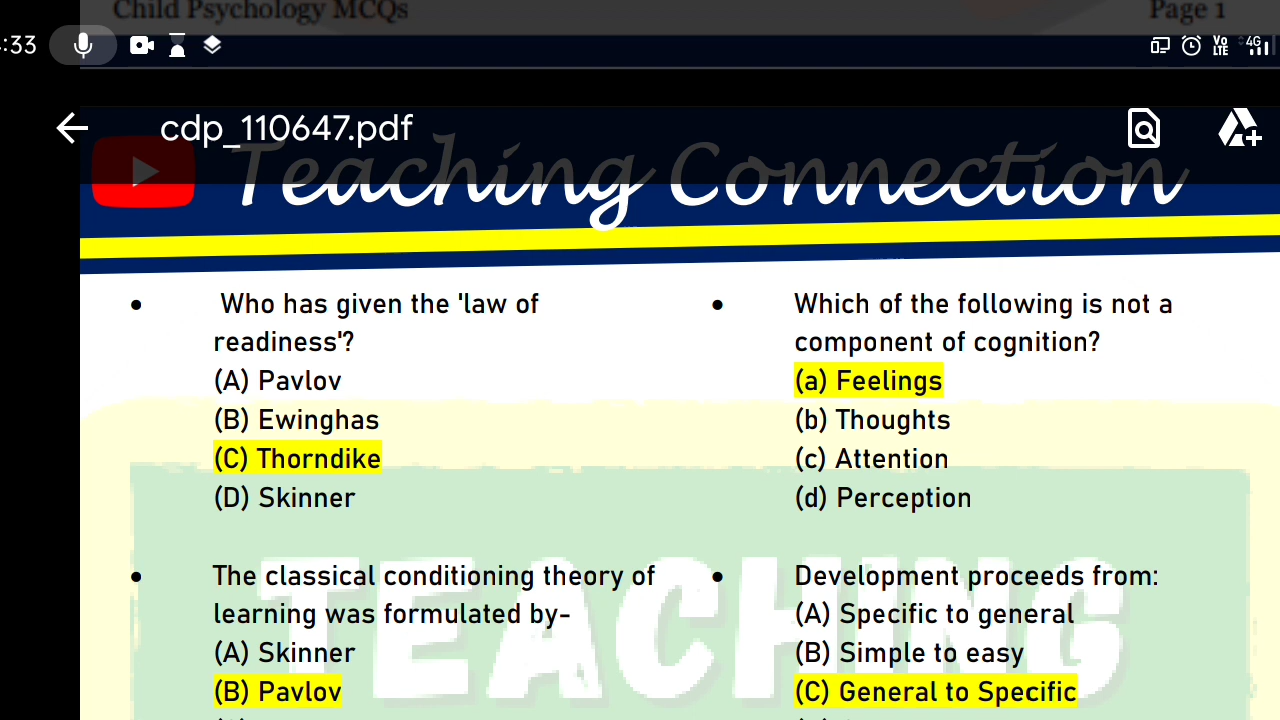 Child Psychology MCQs
Page 1
:33
Vo
LTE
4G
cdp_110647.pdf
Teaching Connection
• Who has given the 'law of
readiness'?
(A) Pavlov
(B) Ewinghas
(C) Thorndike
(D) Skinner
• The classical conditioning theory of
learning was formulated by-
(A) Skinner
(B) Pavlov
• Which of the following is not a
component of cognition?
(a) Feelings
(b) Thoughts
(c) Attention
(d) Perception
• Development proceeds from:
(A) Specific to general
(B) Simple to easy
(C) General to Specific
TEACHING